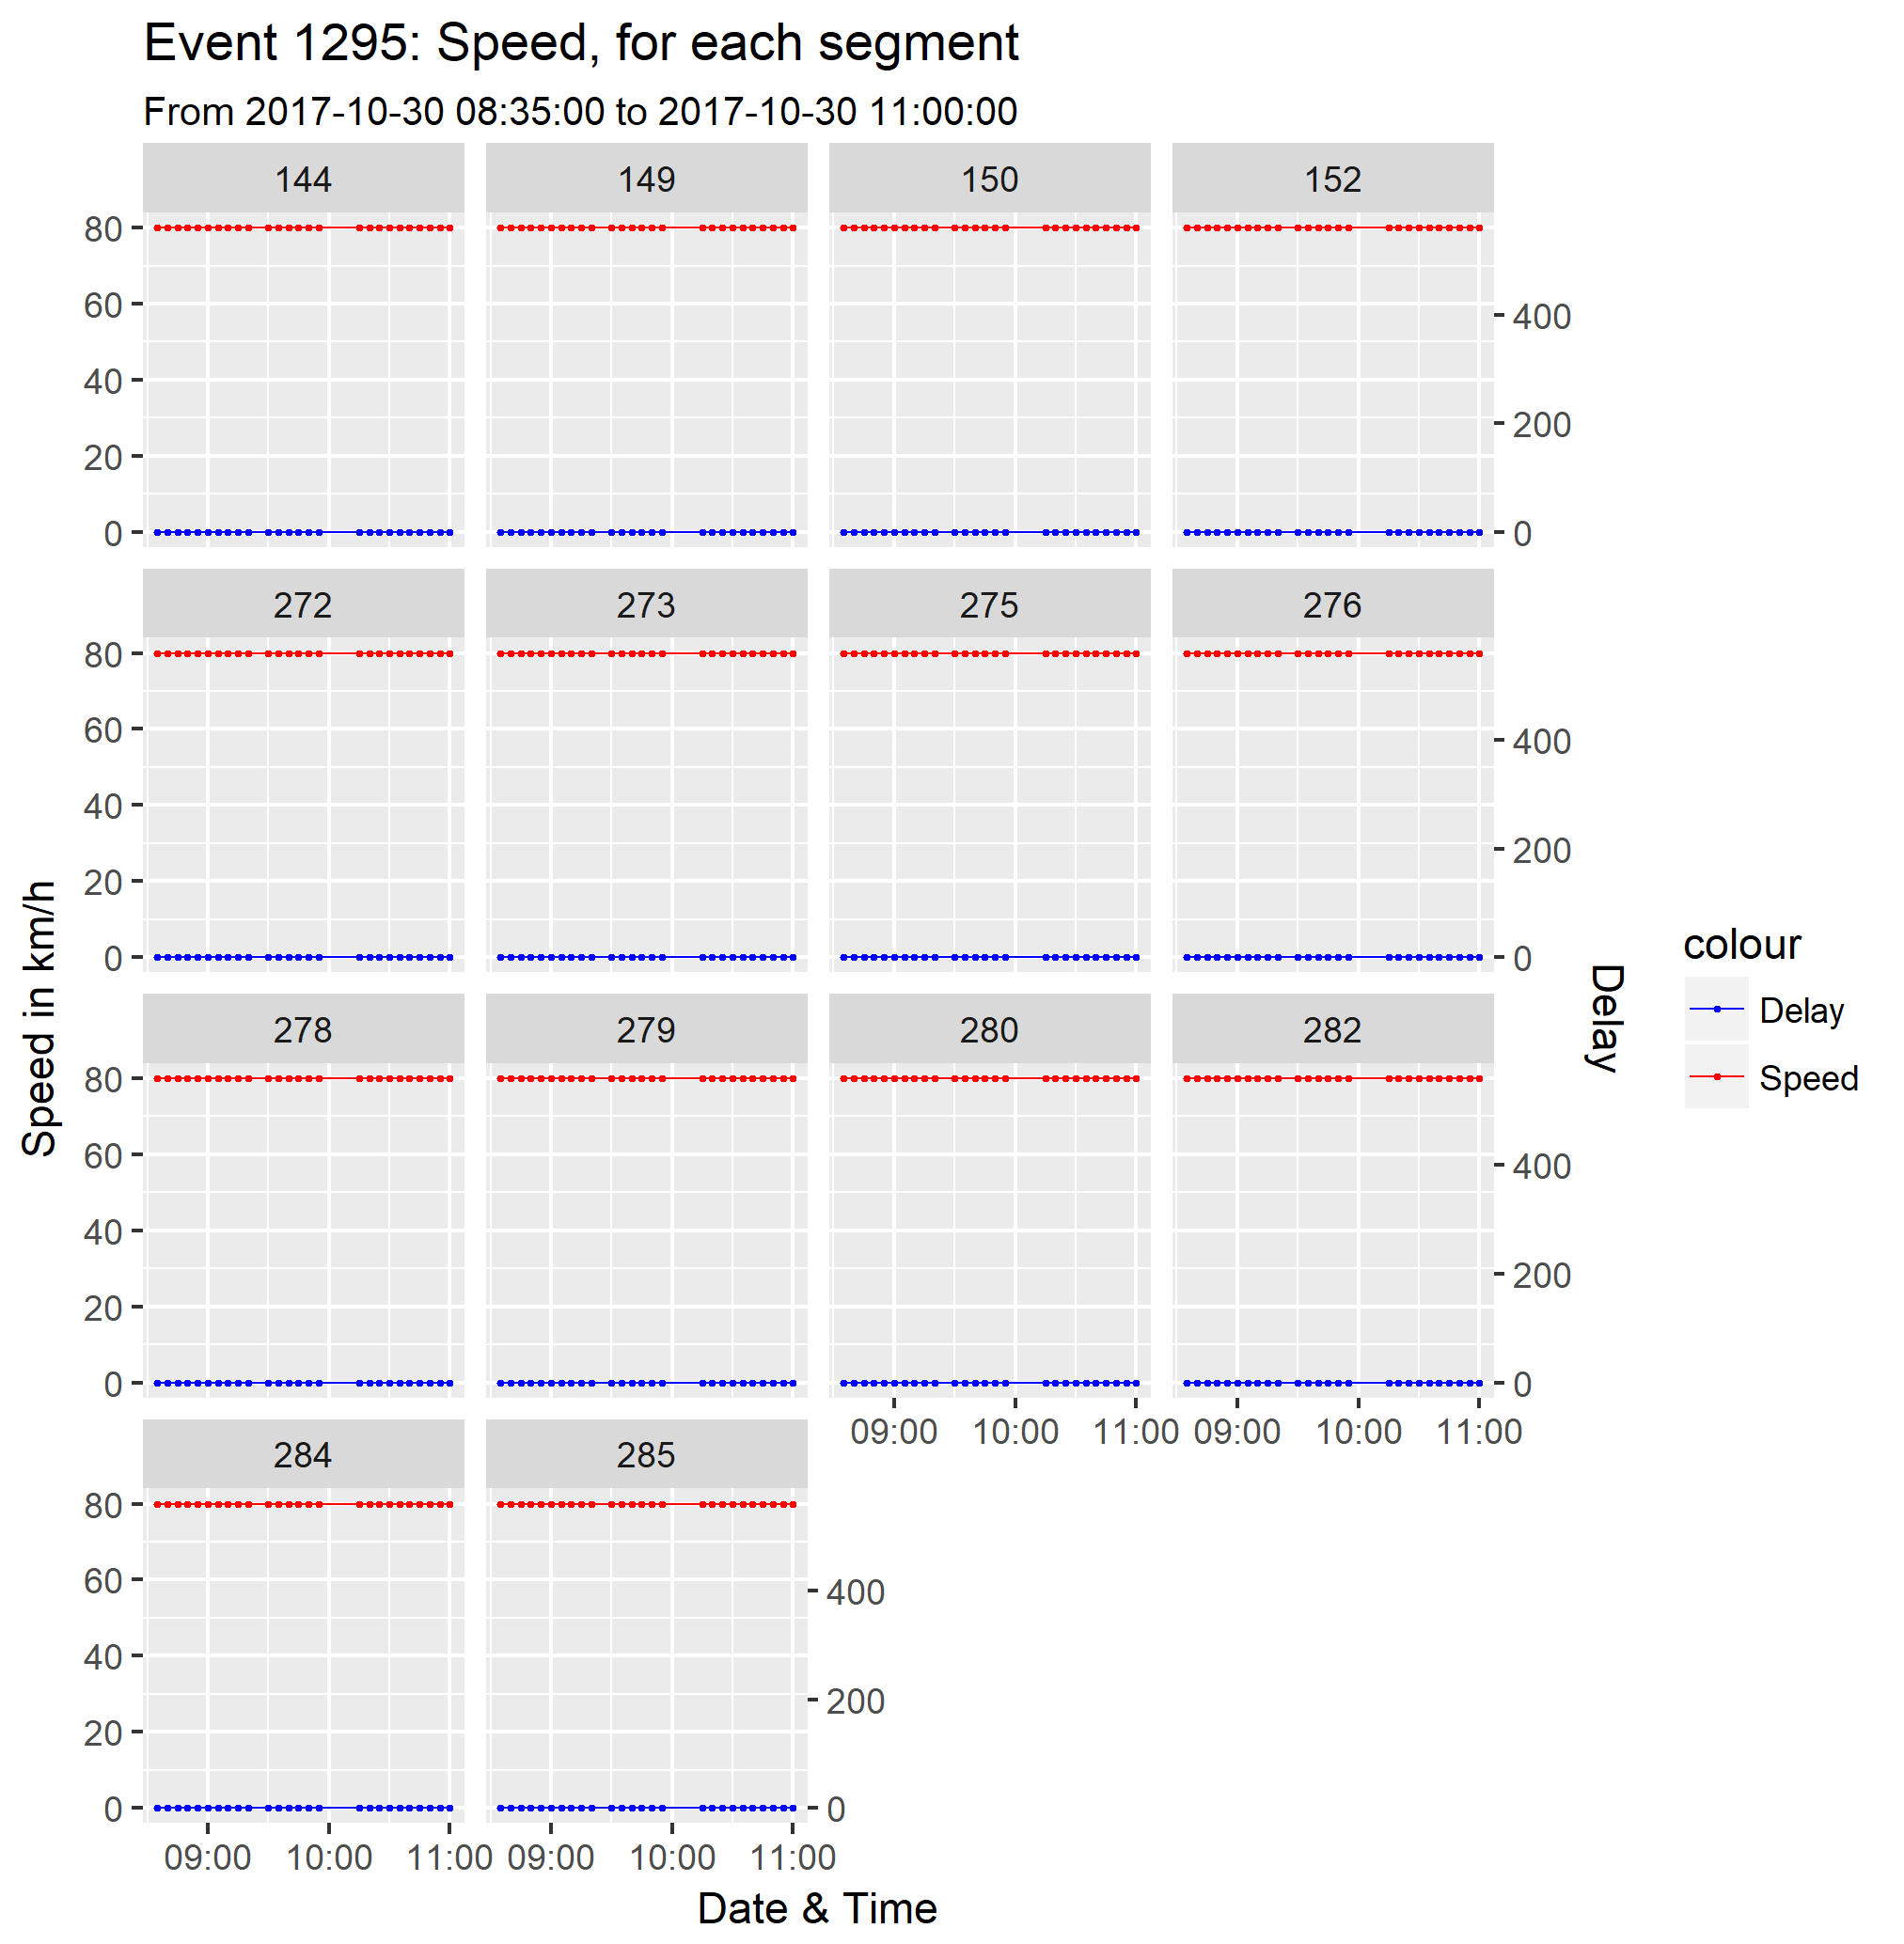 Event 1295: Speed, for each segment
From 2017-10-30 08:35:00 to 2017-10-30 11:00:00
144 149 150 152
80
60
40
20
0
400
200
0
272 273 275 276
80
60
40
20
0
400
200
0
278 279 280 282
80
60
40
20
0
400
200
0
09:00 10:00 11:00 09:00 10:00 11:00
284 285
80
60
40
20
0
400
200
0
09:00 10:00 11:00 09:00 10:00 11:00
Date & Time
Speed in km/h
Delay
colour
Delay
Speed